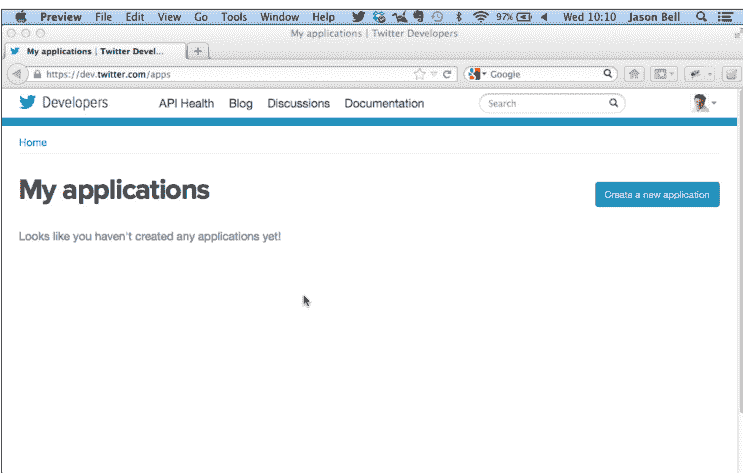 Preview File Edit View Go Tools Window Help 97% Wed 10:10 Jason Bell
My applications | Twitter Developers
My applications | Twitter Devel... +
https://dev.twitter.com/apps Google
Developers API Health Blog Discussions Documentation Search
Home
My applications
Create a new application
Looks like you haven't created any applications yet!